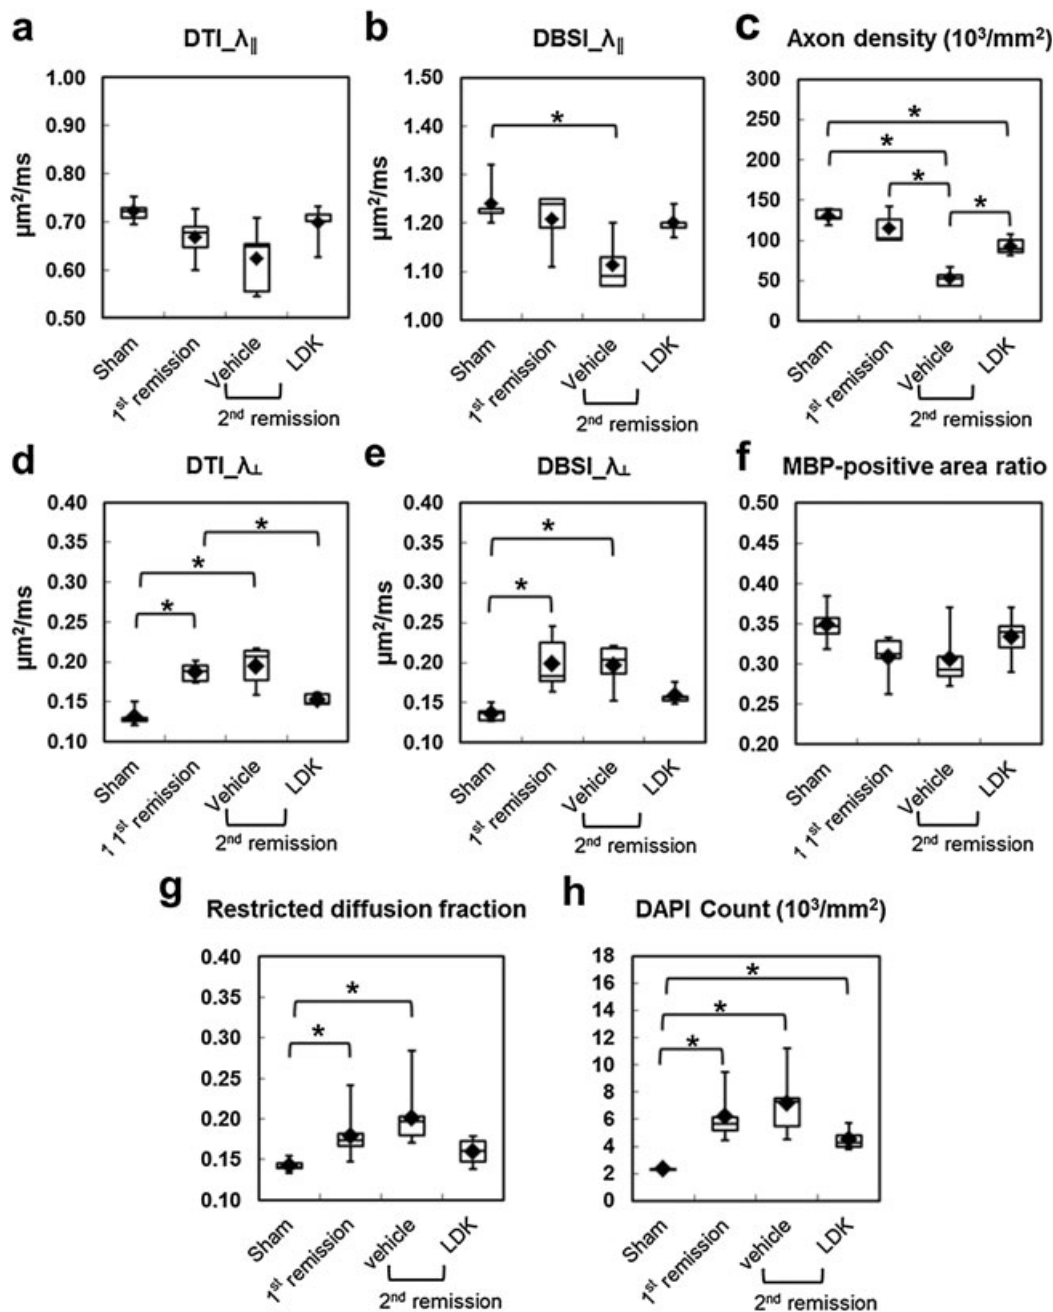 a
DTI_λ∥
μm²/ms
1.00
0.90
0.80
0.70
0.60
0.50
Sham
1st remission
Vehicle
LDK
2nd remission
b
DBSI_λ∥
*
1.50
1.40
1.30
1.20
1.10
1.00
Sham
1st remission
Vehicle
LDK
2nd remission
c
Axon density (10³/mm²)
*
*
*
*
300
250
200
150
100
50
0
Sham
1st remission
Vehicle
LDK
2nd remission
d
DTI_λ⊥
μm²/ms
*
*
*
0.40
0.35
0.30
0.25
0.20
0.15
0.10
Sham
1 1st remission
Vehicle
LDK
2nd remission
e
DBSI_λ⊥
μm²/ms
*
*
0.40
0.35
0.30
0.25
0.20
0.15
0.10
Sham
1st remission
Vehicle
LDK
2nd remission
f
MBP-positive area ratio
0.50
0.45
0.40
0.35
0.30
0.25
0.20
Sham
1 1st remission
Vehicle
LDK
2nd remission
g
Restricted diffusion fraction
*
*
0.40
0.35
0.30
0.25
0.20
0.15
0.10
Sham
1st remission
vehicle
LDK
2nd remission
h
DAPI Count (10³/mm²)
*
*
*
18
16
14
12
10
8
6
4
2
0
Sham
1st remission
vehicle
LDK
2nd remission